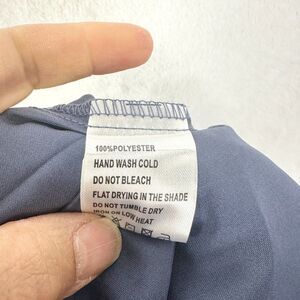 100%POLYESTER
HAND WASH COLD
DO NOT BLEACH
FLAT DRYING IN THE SHADE
DO NOT TUMBLE DRY
IRON ON LOW HEAT